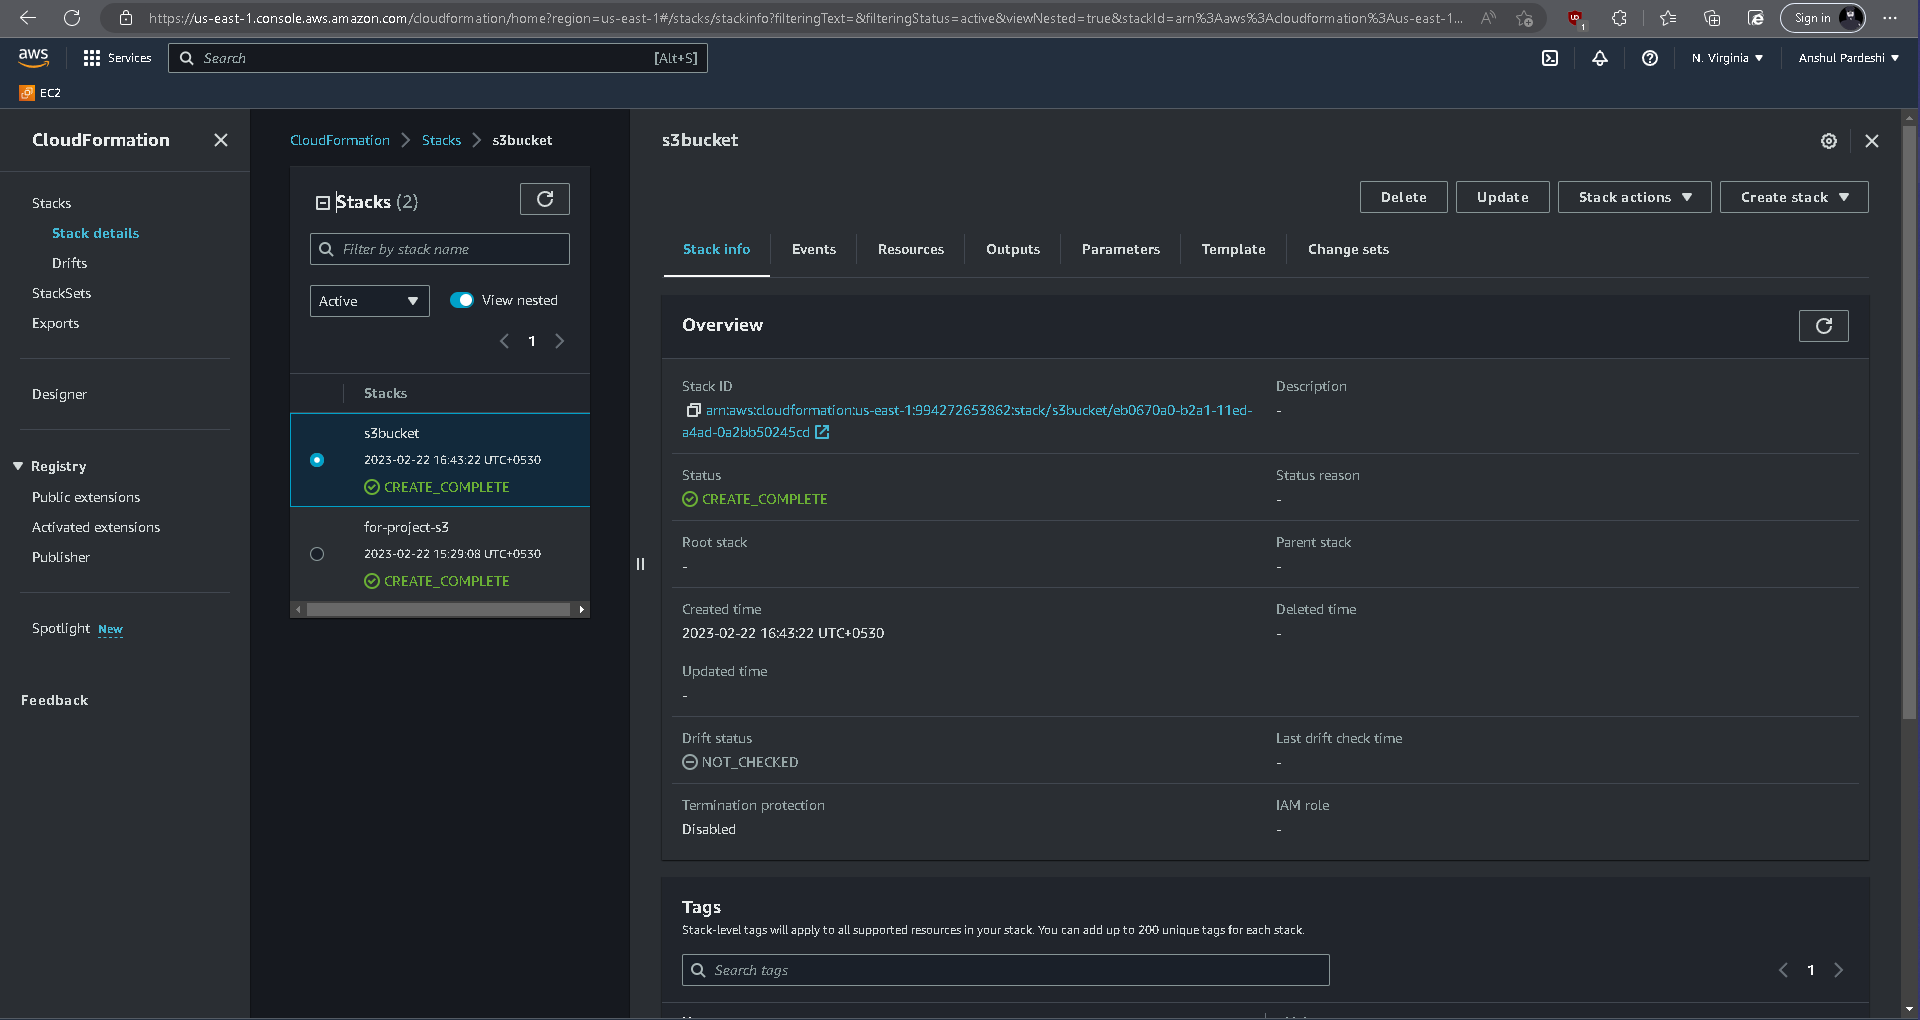 https://us-east-1.console.aws.amazon.com/cloudformation/home?region=us-east-1#/stacks/stackinfo?filteringText=&filteringStatus=active&viewNested=true&stackId=arn%3Aaws%3Acloudformation%3Aus-east-1...
Sign in
aws
Services
Search
[Alt+S]
N. Virginia
Anshul Pardeshi
EC2
CloudFormation
Stacks
Stack details
Drifts
StackSets
Exports
Designer
Registry
Public extensions
Activated extensions
Publisher
Spotlight New
Feedback
CloudFormation Stacks s3bucket
Stacks (2)
Filter by stack name
Active
View nested
1
Stacks
s3bucket
2023-02-22 16:43:22 UTC+0530
CREATE_COMPLETE
for-project-s3
2023-02-22 15:29:08 UTC+0530
CREATE_COMPLETE
s3bucket
Delete
Update
Stack actions
Create stack
Stack info
Events
Resources
Outputs
Parameters
Template
Change sets
Overview
Stack ID
arn:aws:cloudformation:us-east-1:994272653862:stack/s3bucket/eb0670a0-b2a1-11ed-
a4ad-0a2bb50245cd
Description
-
Status
CREATE_COMPLETE
Status reason
-
Root stack
-
Parent stack
-
Created time
2023-02-22 16:43:22 UTC+0530
Deleted time
-
Updated time
-
Drift status
NOT_CHECKED
Last drift check time
-
Termination protection
Disabled
IAM role
-
Tags
Stack-level tags will apply to all supported resources in your stack. You can add up to 200 unique tags for each stack.
Search tags
1